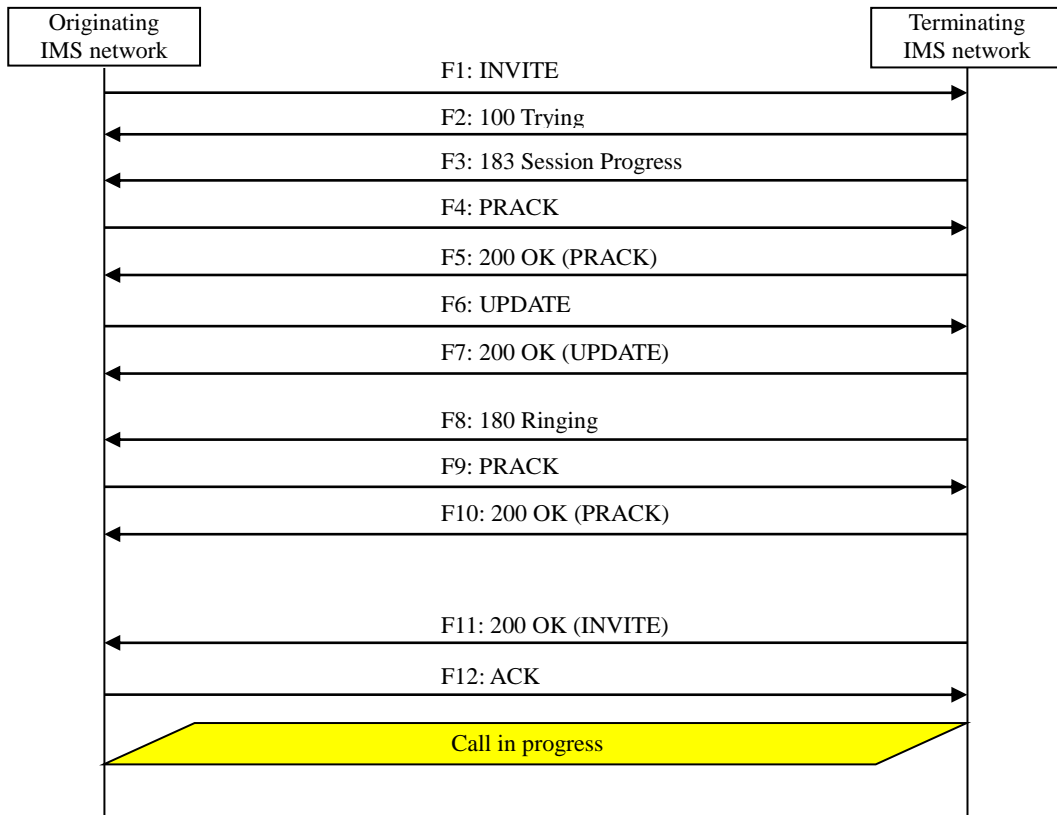 Originating
IMS network
Terminating
IMS network
F1: INVITE
F2: 100 Trying
F3: 183 Session Progress
F4: PRACK
F5: 200 OK (PRACK)
F6: UPDATE
F7: 200 OK (UPDATE)
F8: 180 Ringing
F9: PRACK
F10: 200 OK (PRACK)
F11: 200 OK (INVITE)
F12: ACK
Call in progress